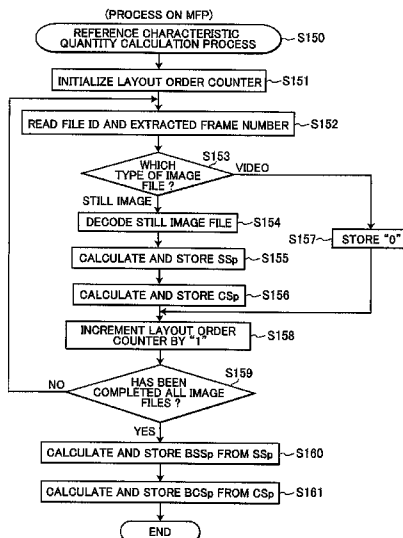 (PROCESS ON MFP)
REFERENCE CHARACTERISTIC
QUANTITY CALCULATION PROCESS
S150
INITIALIZE LAYOUT ORDER COUNTER
S151
READ FILE ID AND EXTRACTED FRAME NUMBER
S152
S153
WHICH
TYPE OF IMAGE
FILE ?
VIDEO
STILL IMAGE
DECODE STILL IMAGE FILE
S154
S157
STORE "0"
CALCULATE AND STORE SSp
S155
CALCULATE AND STORE CSp
S156
INCREMENT LAYOUT ORDER
COUNTER BY "1"
S158
S159
NO
HAS BEEN
COMPLETED ALL IMAGE
FILES ?
YES
CALCULATE AND STORE BSSp FROM SSp
S160
CALCULATE AND STORE BCSp FROM CSp
S161
END